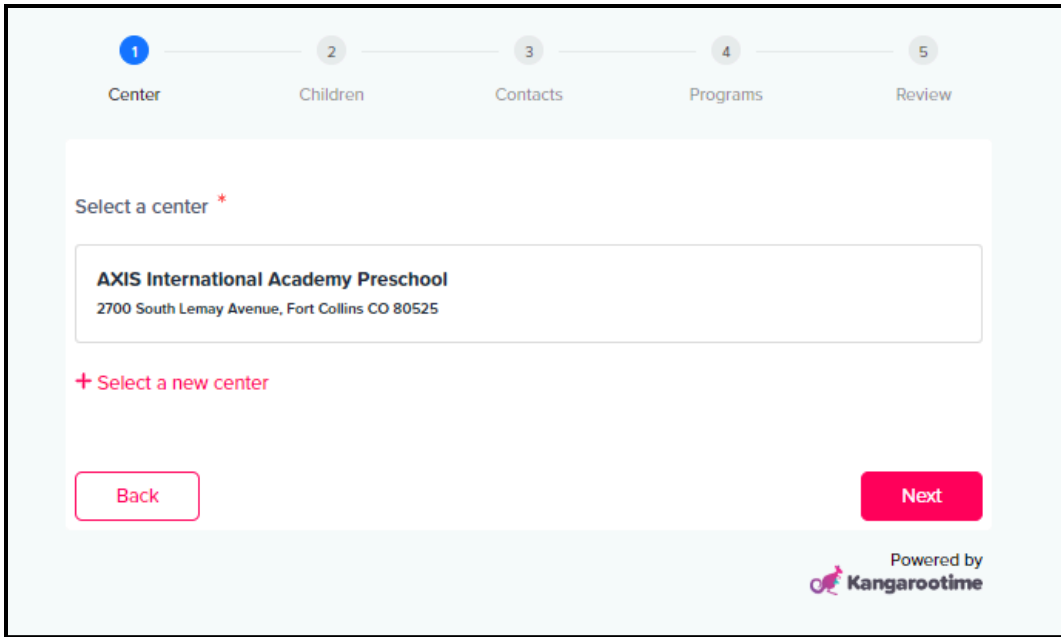 1 2 3 4 5
Center Children Contacts Programs Review
Select a center *
AXIS International Academy Preschool
2700 South Lemay Avenue, Fort Collins CO 80525
+ Select a new center
Back Next
Powered by
Kangarootime